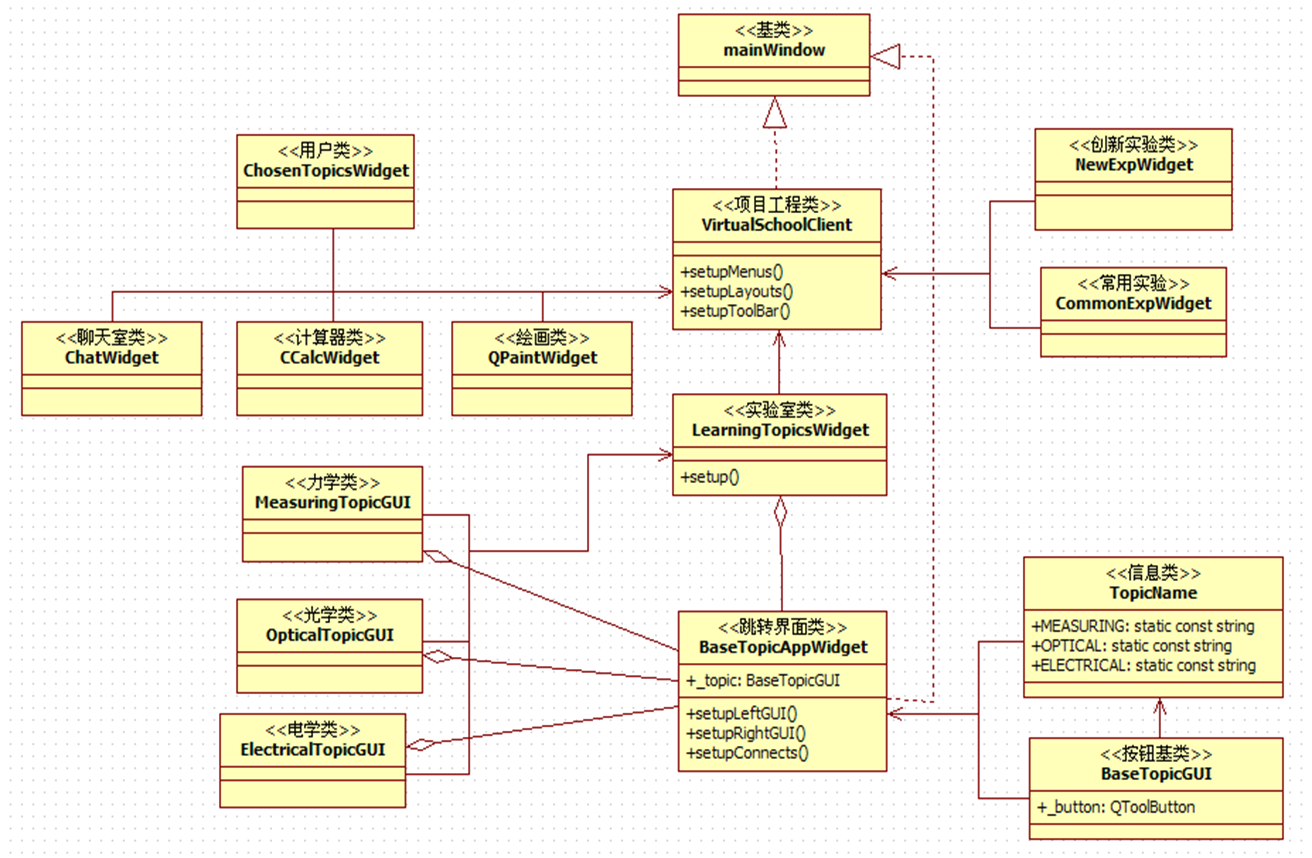 <<基类>>
mainWindow
<<用户类>>
ChosenTopicsWidget
<<创新实验类>>
NewExpWidget
<<项目工程类>>
VirtualSchoolClient
+setupMenus()
+setupLayouts()
+setupToolBar()
<<常用实验>>
CommonExpWidget
<<聊天室类>>
ChatWidget
<<计算器类>>
CCalcWidget
<<绘画类>>
QPaintWidget
<<实验室类>>
LearningTopicsWidget
+setup()
<<力学类>>
MeasuringTopicGUI
<<光学类>>
OpticalTopicGUI
<<电学类>>
ElectricalTopicGUI
<<跳转界面类>>
BaseTopicAppWidget
+_topic: BaseTopicGUI
+setupLeftGUI()
+setupRightGUI()
+setupConnects()
<<信息类>>
TopicName
+MEASURING: static const string
+OPTICAL: static const string
+ELECTRICAL: static const string
<<按钮基类>>
BaseTopicGUI
+_button: QToolButton